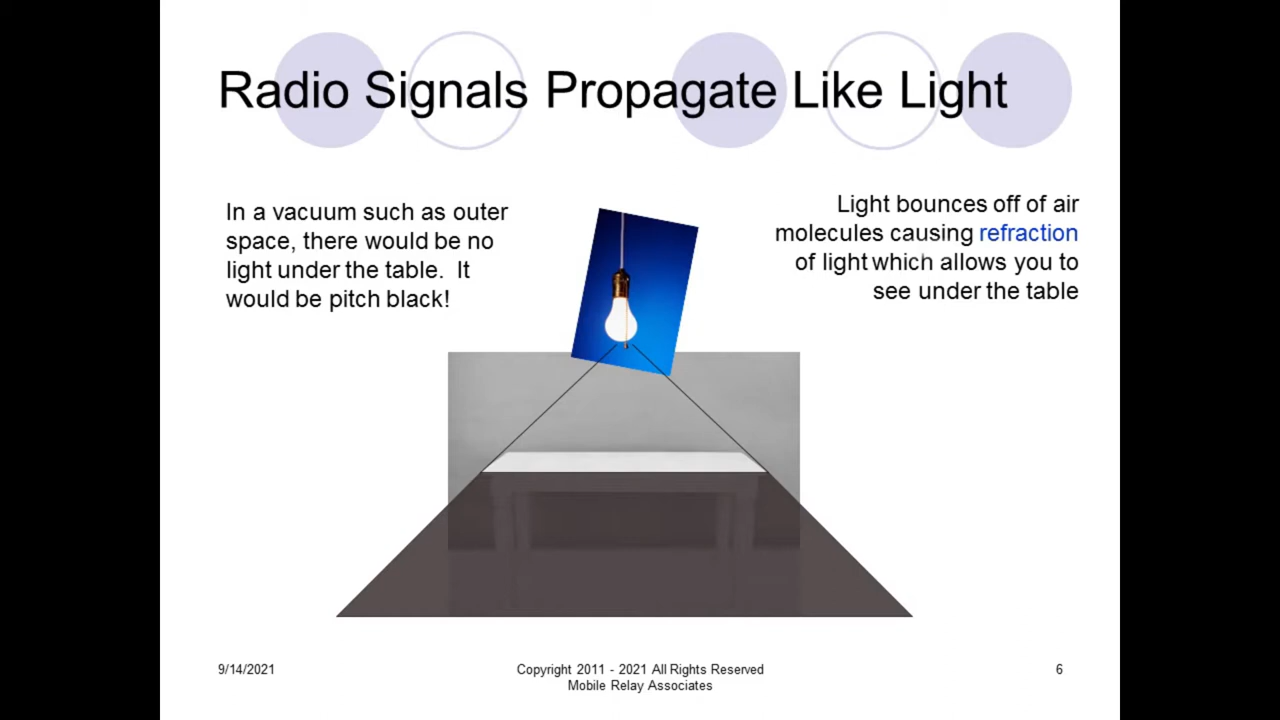 Radio Signals Propagate Like Light
In a vacuum such as outer
space, there would be no
light under the table.  It
would be pitch black!
Light bounces off of air
molecules causing refraction
of light which allows you to
see under the table
9/14/2021
Copyright 2011 - 2021 All Rights Reserved
Mobile Relay Associates
6